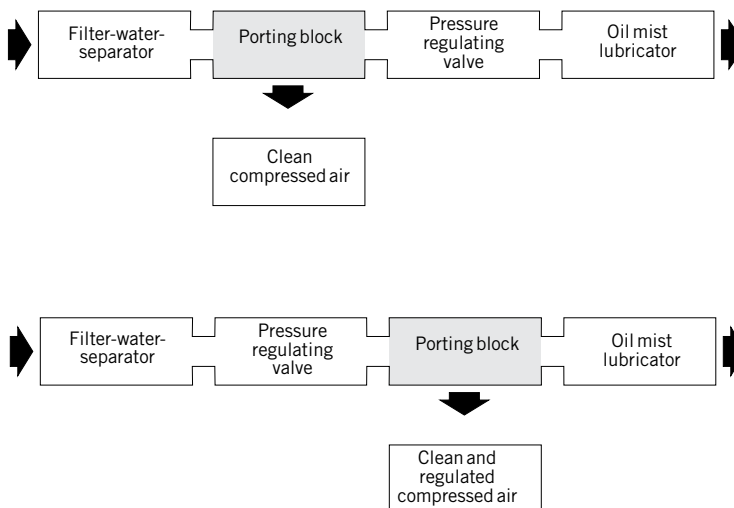 Filter-water-
separator
Porting block
Pressure
regulating
valve
Oil mist
lubricator
Clean
compressed air
Filter-water-
separator
Pressure
regulating
valve
Porting block
Oil mist
lubricator
Clean and
regulated
compressed air